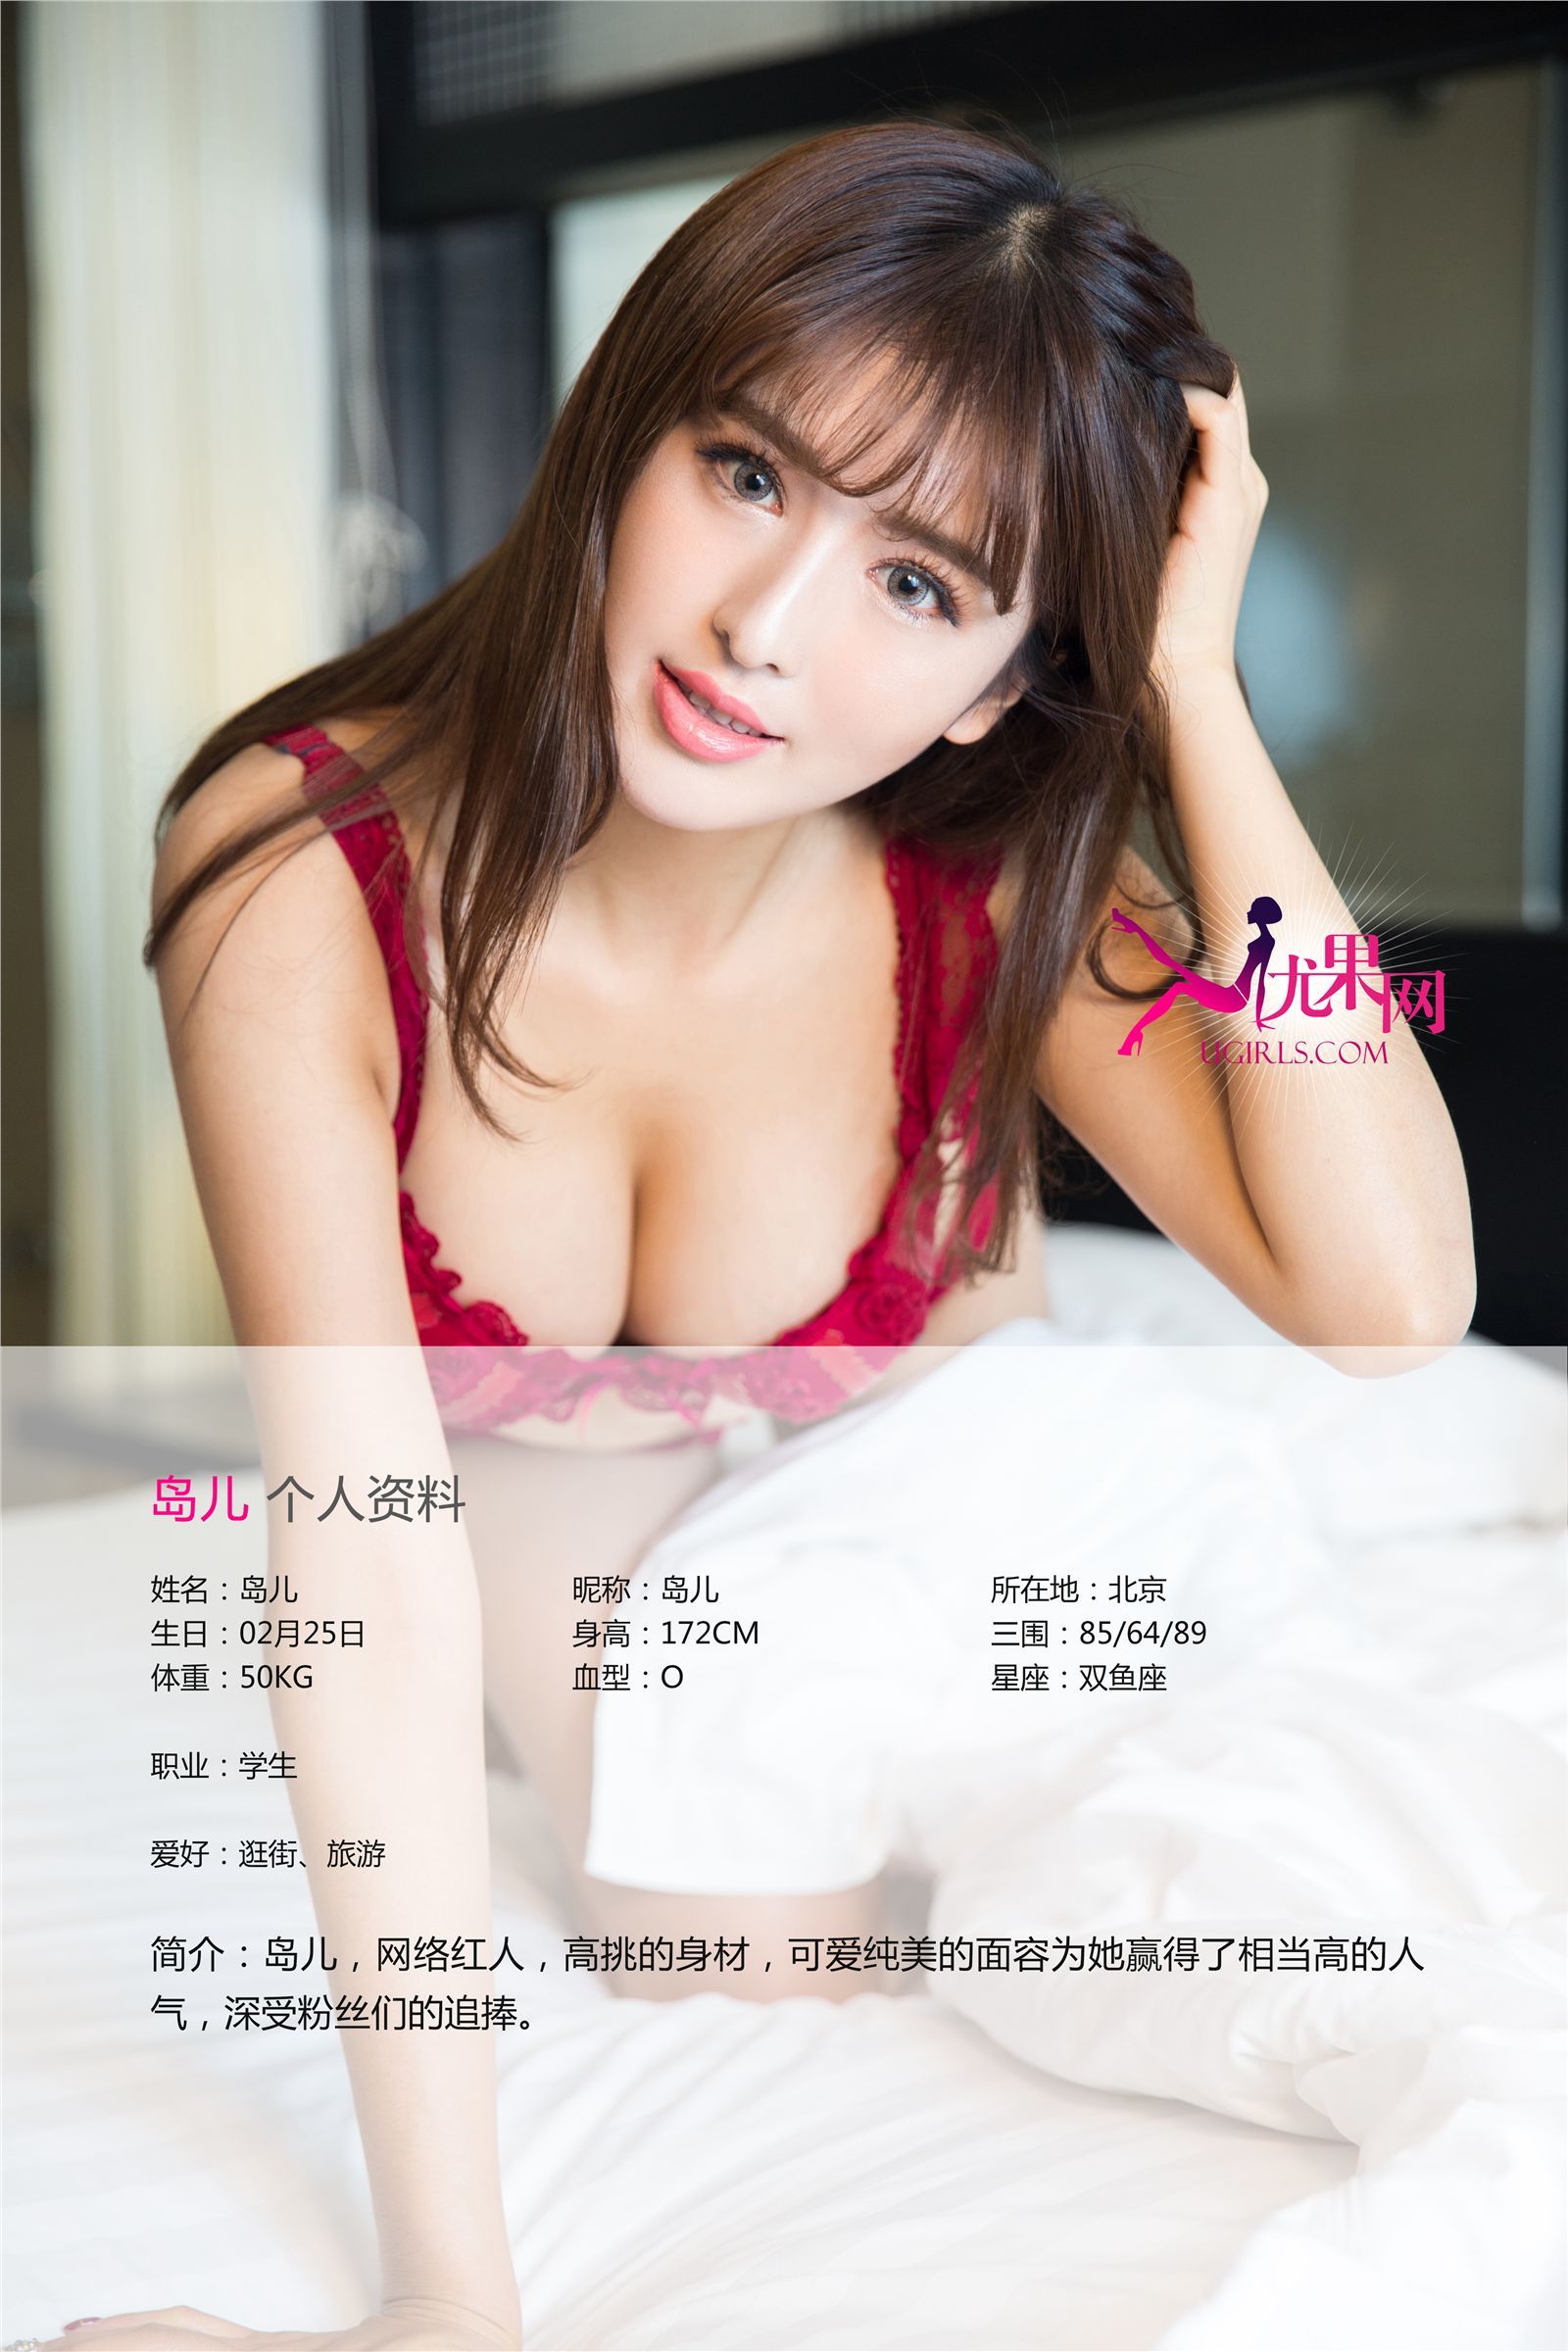 尤果网
UGIRLS.COM
岛儿 个人资料
姓名：岛儿 昵称：岛儿 所在地：北京
生日：02月25日 身高：172CM 三围：85/64/89
体重：50KG 血型：O 星座：双鱼座
职业：学生
爱好：逛街、旅游
简介：岛儿，网络红人，高挑的身材，可爱纯美的面容为她赢得了相当高的人
气，深受粉丝们的追捧。